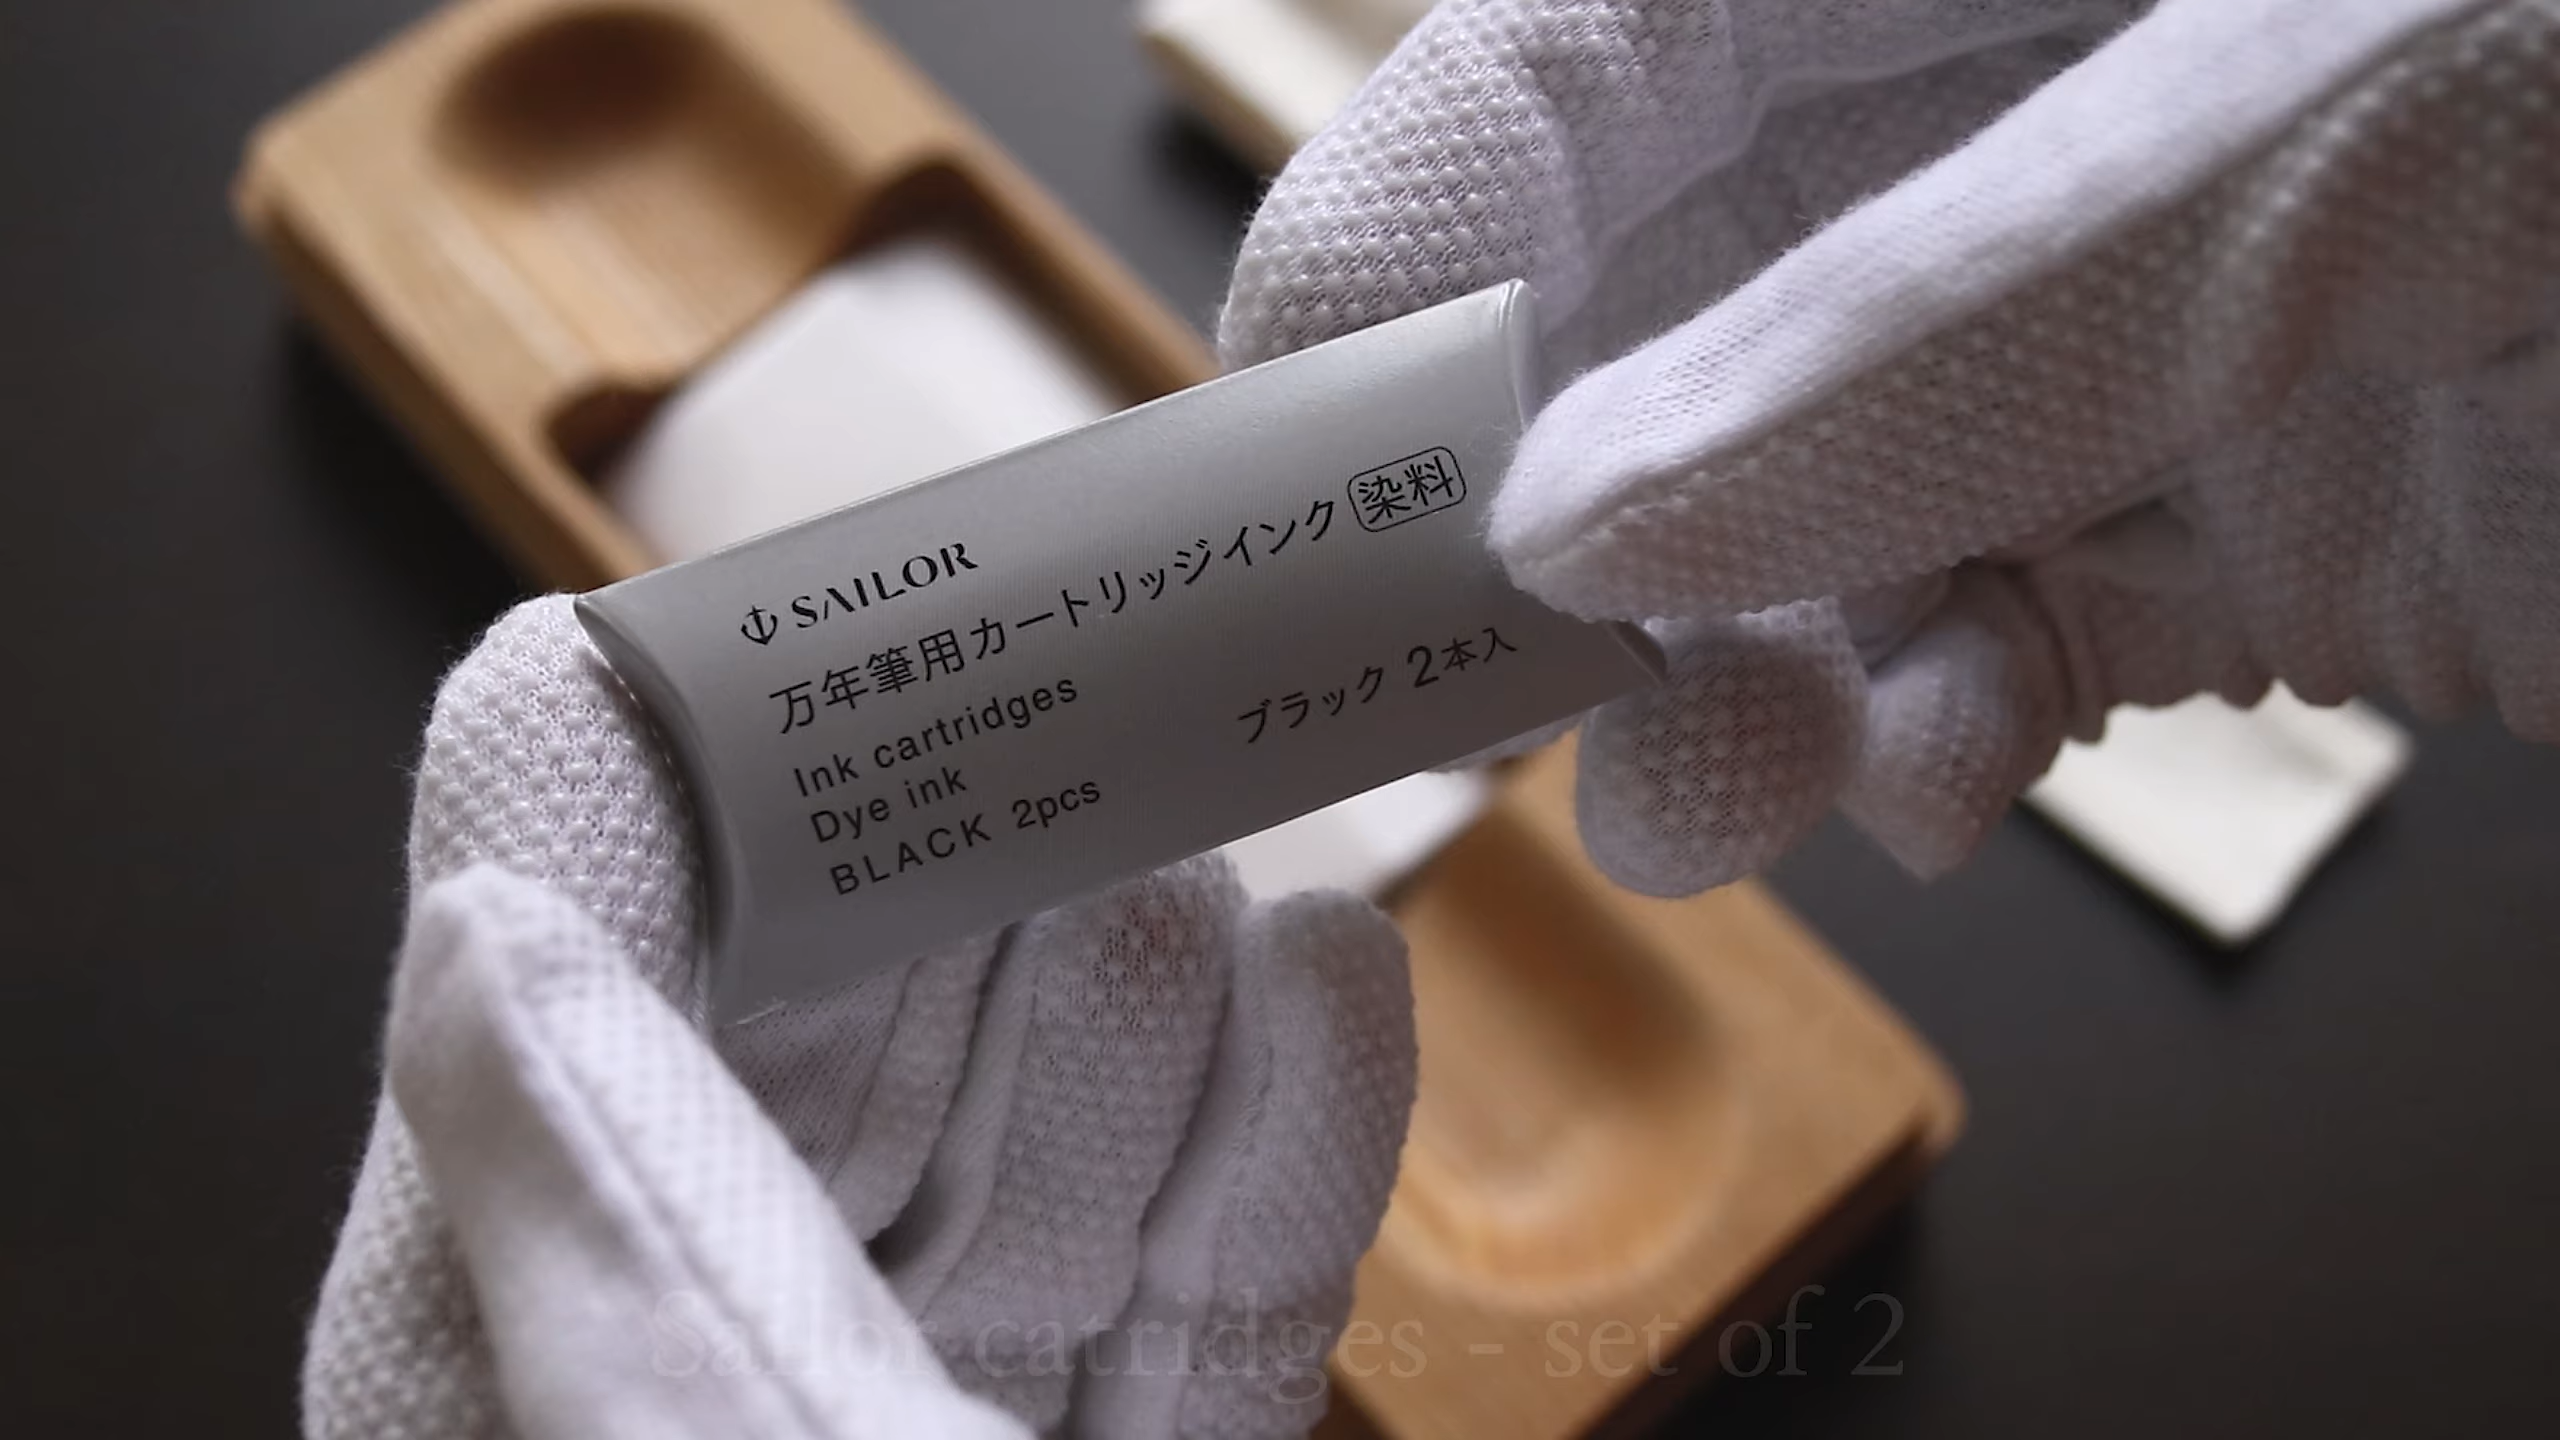 SAILOR
万年筆用カートリッジインク 染料
Ink cartridges
Dye ink
BLACK 2pcs
ブラック 2本入
Sailor catridges - set of 2